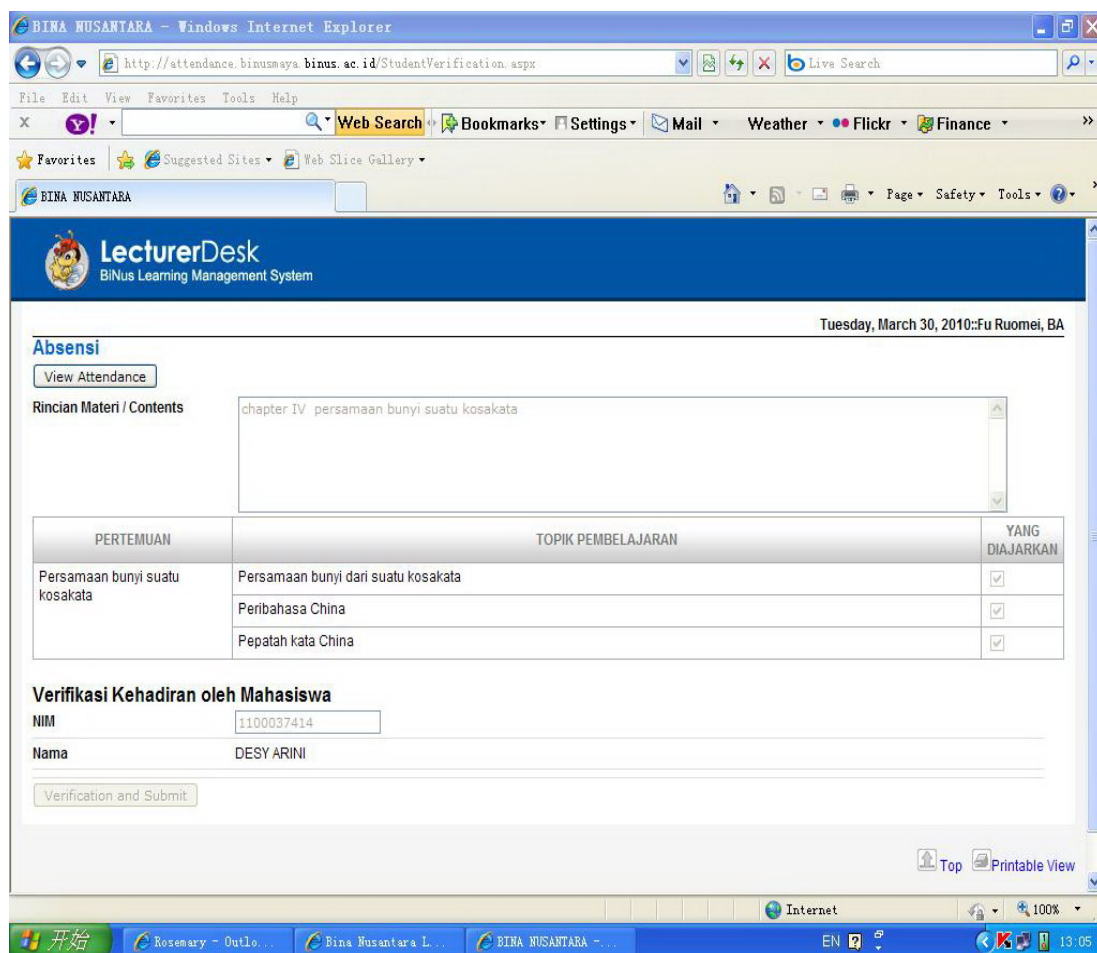 BINA NUSANTARA - Windows Internet Explorer
http://attendance.binusmaya.binus.ac.id/StudentVerification.aspx
Live Search
File Edit View Favorites Tools Help
x Y! Web Search Bookmarks Settings Mail Weather Flickr Finance »
Favorites Suggested Sites Web Slice Gallery
BINA NUSANTARA Page Safety Tools
LecturerDesk
BiNus Learning Management System
Tuesday, March 30, 2010::Fu Ruomei, BA
Absensi
View Attendance
Rincian Materi / Contents chapter IV persamaan bunyi suatu kosakata
PERTEMUAN TOPIK PEMBELAJARAN YANG
DIAJARKAN
Persamaan bunyi suatu Persamaan bunyi dari suatu kosakata
kosakata
Peribahasa China
Pepatah kata China
Verifikasi Kehadiran oleh Mahasiswa
NIM 1100037414
Nama DESY ARINI
Verification and Submit
Top Printable View
Internet 100%
开始 Rosemary - Outlo... Bina Nusantara L... BINA NUSANTARA -... EN 13:05